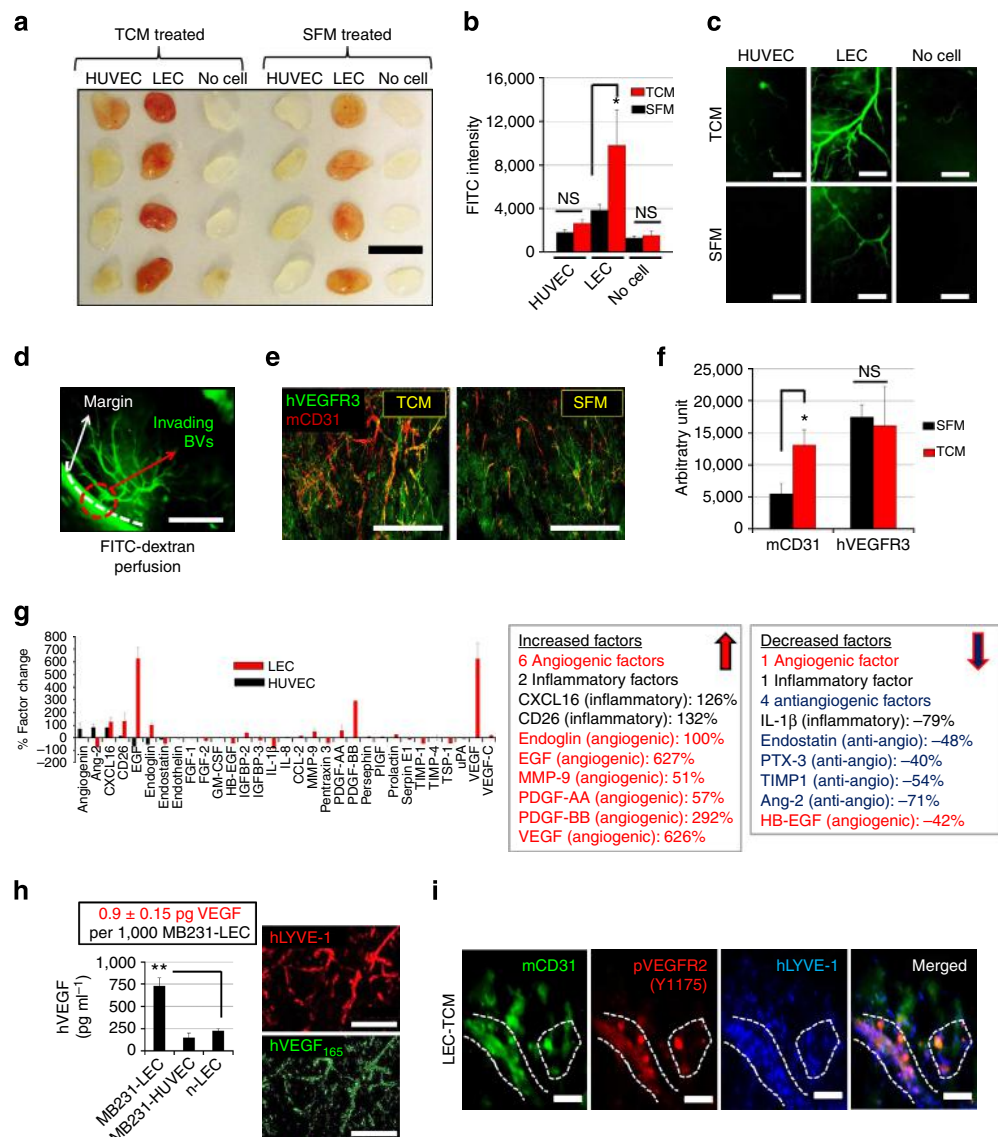 a
TCM treated SFM treated
HUVEC LEC No cell HUVEC LEC No cell
b
16,000
12,000
8,000
4,000
0
FITC intensity
TCM
SFM
*
NS
NS
HUVEC
LEC
No cell
c
HUVEC LEC No cell
TCM
SFM
d
Margin
Invading
BVs
FITC-dextran
perfusion
e
hVEGFR3
mCD31
TCM
SFM
f
25,000
20,000
15,000
10,000
5,000
0
Arbitratry unit
NS
*
SFM
TCM
mCD31 hVEGFR3
g
800
700
600
500
400
300
200
100
0
−100
−200
% Factor change
LEC
HUVEC
Angiogenin
Ang-2
CXCL16
CD26
EGF
Endoglin
Endostatin
Endothelin
FGF-1
FGF-2
GM-CSF
HB-EGF
IGFBP-2
IGFBP-3
IL-1β
IL-8
CCL-2
MMP-9
Pentraxin 3
PDGF-AA
PDGF-BB
Persephin
PlGF
Prolactin
Serpin E1
TIMP-1
TIMP-4
TSP-1
uPA
VEGF
VEGF-C
Increased factors
6 Angiogenic factors
2 Inflammatory factors
CXCL16 (inflammatory): 126%
CD26 (inflammatory): 132%
Endoglin (angiogenic): 100%
EGF (angiogenic): 627%
MMP-9 (angiogenic): 51%
PDGF-AA (angiogenic): 57%
PDGF-BB (angiogenic): 292%
VEGF (angiogenic): 626%
Decreased factors
1 Angiogenic factor
1 Inflammatory factor
4 antiangiogenic factors
IL-1β (inflammatory): −79%
Endostatin (anti-angio): −48%
PTX-3 (anti-angio): −40%
TIMP1 (anti-angio): −54%
Ang-2 (anti-angio): −71%
HB-EGF (angiogenic): −42%
h
0.9 ± 0.15 pg VEGF
per 1,000 MB231-LEC
1,000
750
500
250
0
hVEGF
(pg ml⁻¹)
**
MB231-LEC
MB231-HUVEC
n-LEC
hLYVE-1
hVEGF₁₆₅
i
LEC-TCM
mCD31
pVEGFR2
(Y1175)
hLYVE-1
Merged